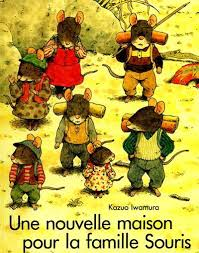 Kazuo Iwamura
Une nouvelle maison
pour la famille Souris